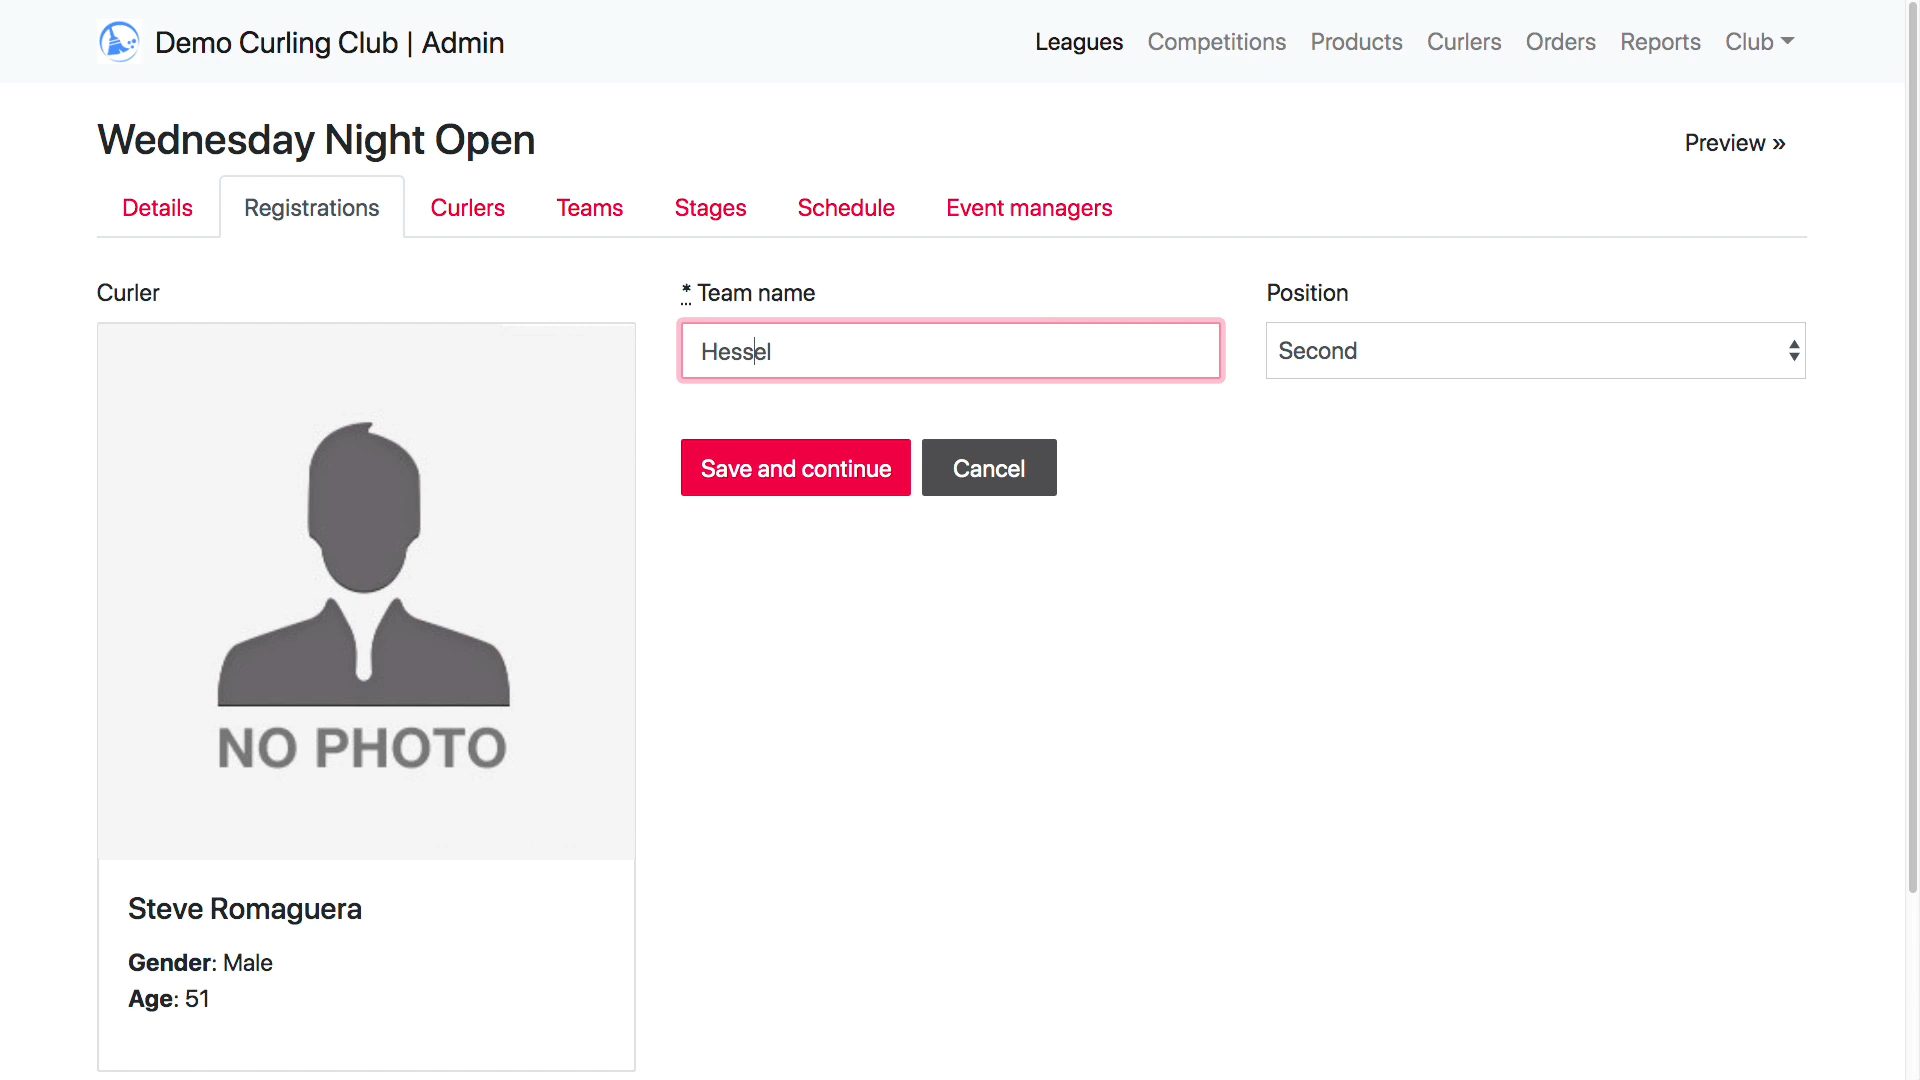 Demo Curling Club | Admin
Leagues Competitions Products Curlers Orders Reports Club
Wednesday Night Open
Preview »
Details Registrations Curlers Teams Stages Schedule Event managers
Curler
* Team name
Position
Hessel
Second
Save and continue
Cancel
NO PHOTO
Steve Romaguera
Gender: Male
Age: 51